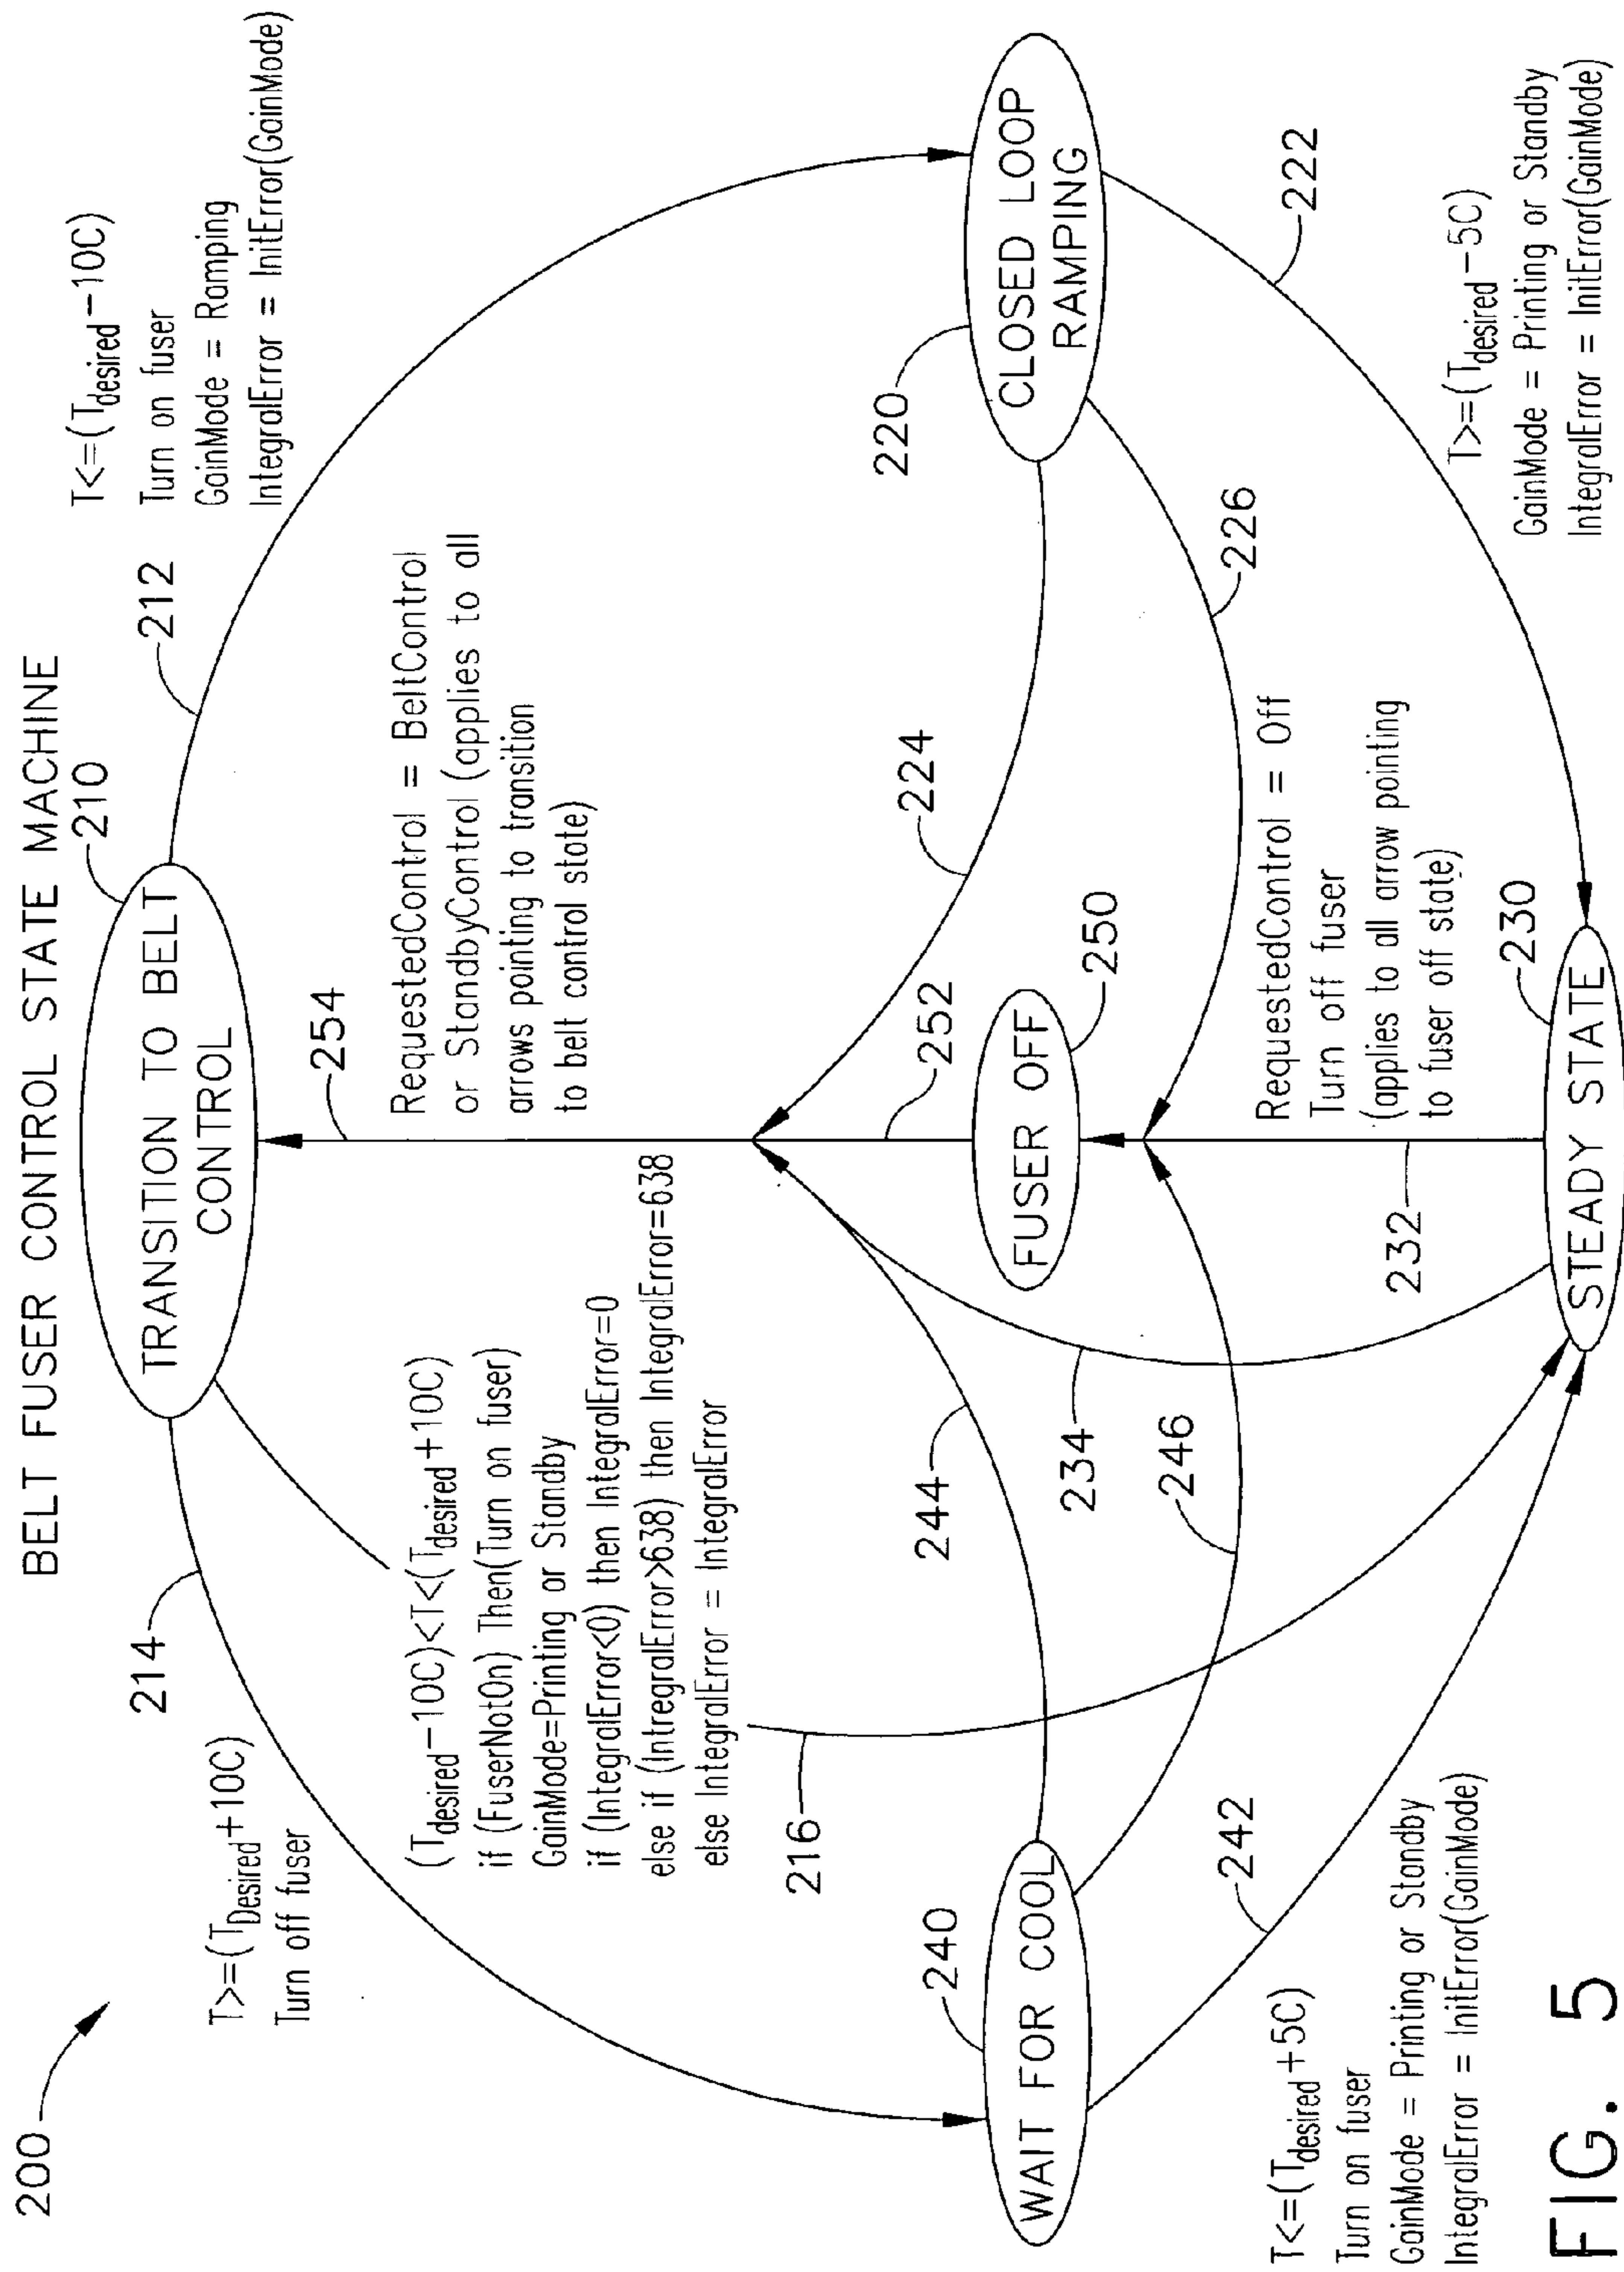 BELT FUSER CONTROL STATE MACHINE
200
210
TRANSITION TO BELT
CONTROL
212
T<=(Tdesired-10C)
Turn on fuser
GainMode = Ramping
IntegralError = InitError(GainMode)
214
T>=(TDesired+10C)
Turn off fuser
254
RequestedControl = BeltControl
or StandbyControl (applies to all
arrows pointing to transition
to belt control state)
(Tdesired-10C)<T<(Tdesired+10C)
if (FuserNotOn) Then(Turn on fuser)
GainMode=Printing or Standby
if (IntegralError<0) then IntegralError=0
else if (IntregralError>638) then IntegralError=638
else IntegralError = IntegralError
216
220
CLOSED LOOP
RAMPING
224
226
222
T>=(Tdesired-5C)
GainMode = Printing or Standby
IntegralError = InitError(GainMode)
252
FUSER OFF
250
RequestedControl = Off
Turn off fuser
(applies to all arrow pointing
to fuser off state)
240
WAIT FOR COOL
244
246
234
232
242
T<=(Tdesired+5C)
Turn on fuser
GainMode = Printing or Standby
IntegralError = InitError(GainMode)
230
STEADY STATE
FIG. 5